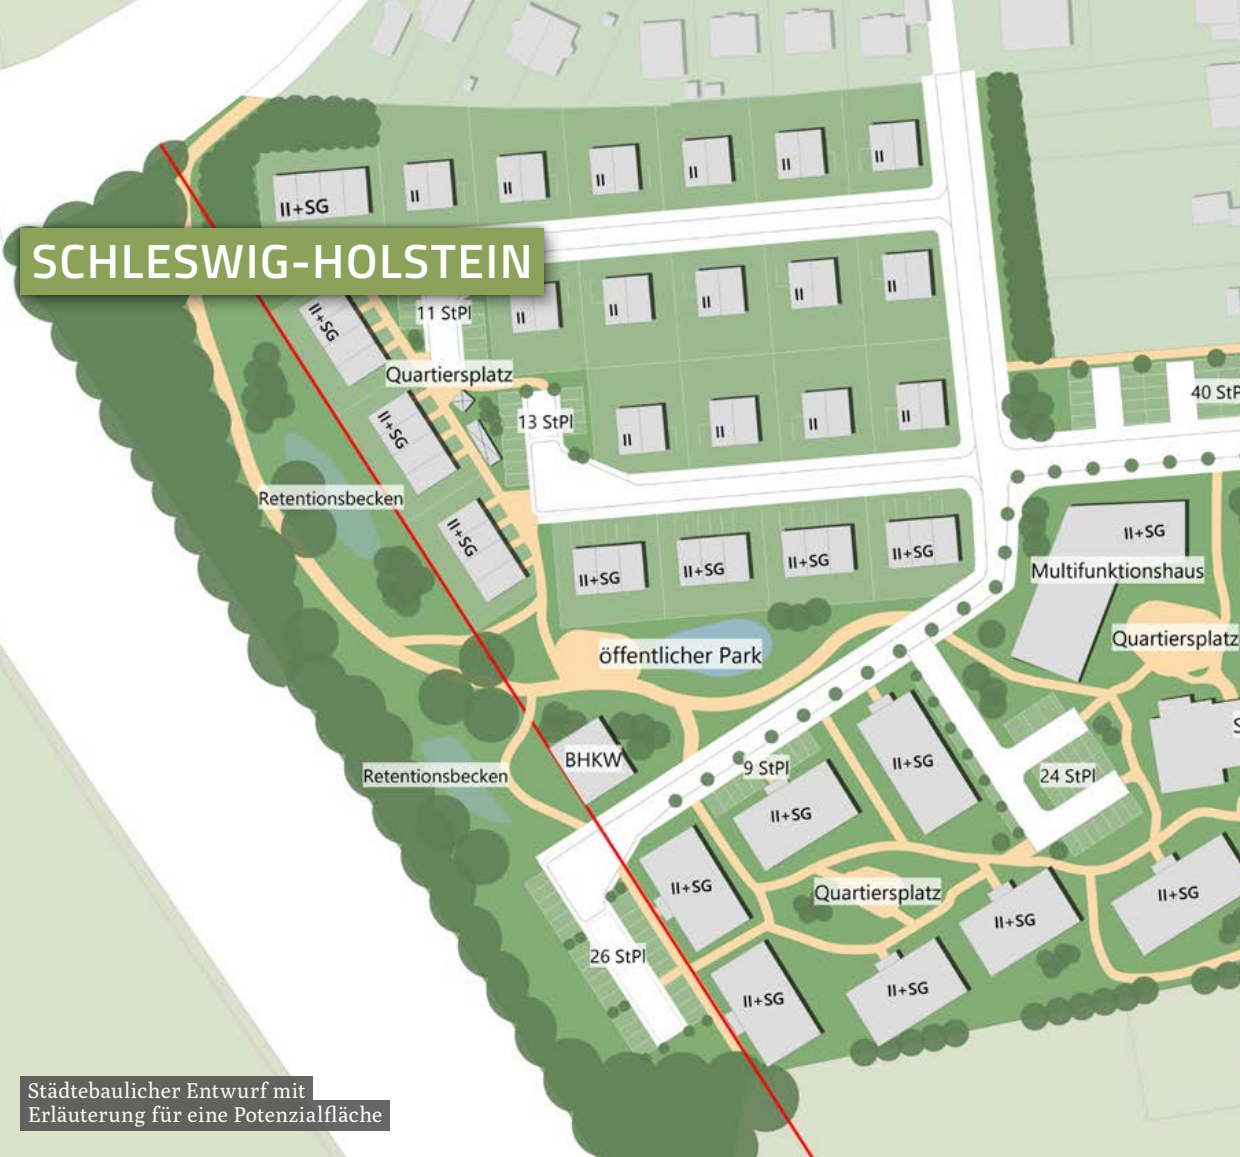 II+SG
II
II
II
II
II
II
SCHLESWIG-HOLSTEIN
II
II
II
II
II
II+SG
11 StPl
Quartiersplatz
40 StP
II+SG
13 StPl
II
II
II
II
Retentionsbecken
II+SG
II+SG
II+SG
II+SG
II+SG
II+SG
Multifunktionshaus
Quartiersplatz
öffentlicher Park
S
BHKW
9 StPl
II+SG
24 StPl
Retentionsbecken
II+SG
II+SG
Quartiersplatz
II+SG
II+SG
26 StPl
II+SG
II+SG
Städtebaulicher Entwurf mit
Erläuterung für eine Potenzialfläche